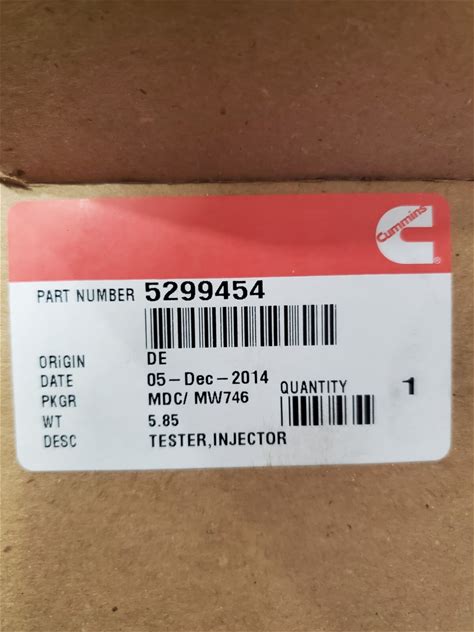 Cummins
®
PART NUMBER 5299454
ORIGIN DE
DATE 05-Dec-2014
PKGR MDC/ MW746
QUANTITY 1
WT 5.85
DESC TESTER,INJECTOR